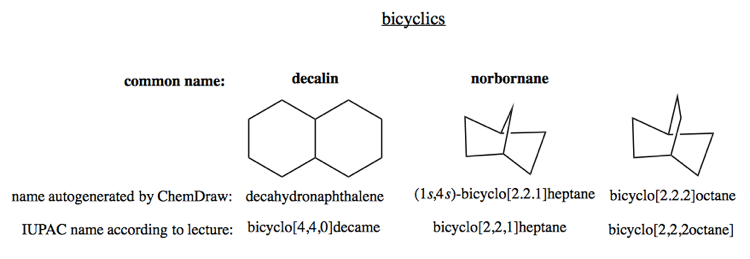 bicyclics
common name: decalin norbornane
name autogenerated by ChemDraw: decahydronaphthalene (1s,4s)-bicyclo[2.2.1]heptane bicyclo[2.2.2]octane
IUPAC name according to lecture: bicyclo[4,4,0]decame bicyclo[2,2,1]heptane bicyclo[2,2,2octane]